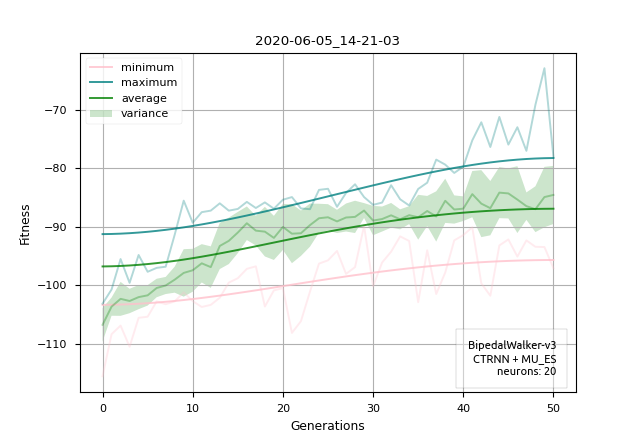 2020-06-05_14-21-03
minimum
maximum
average
variance
−70
−80
−90
−100
−110
Fitness
0 10 20 30 40 50
Generations
BipedalWalker-v3
CTRNN + MU_ES
neurons: 20